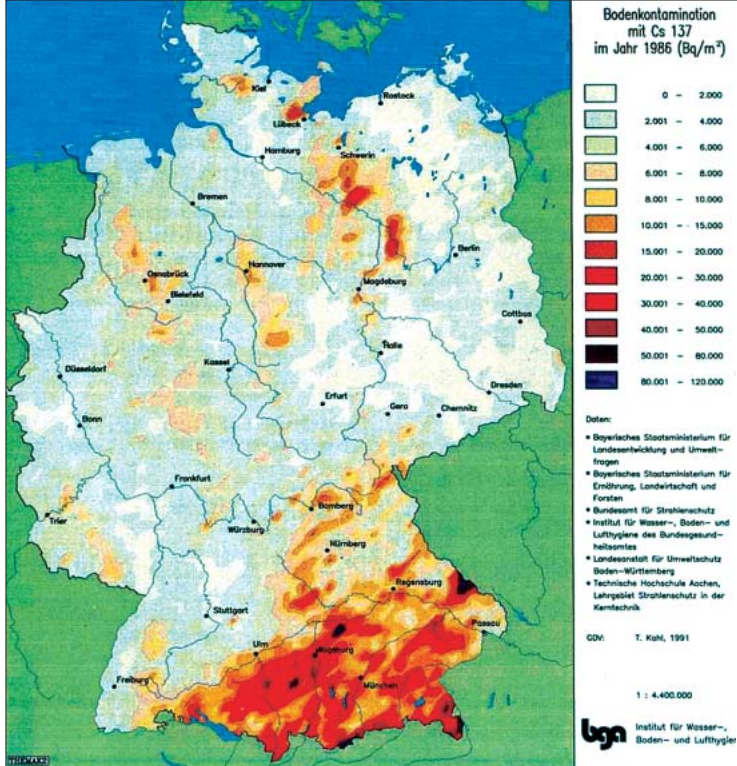 Bodenkontamination
mit Cs 137
im Jahr 1986 (Bq/m²)
0 – 2.000
2.001 – 4.000
4.001 – 6.000
6.001 – 8.000
8.001 – 10.000
10.001 – 15.000
15.001 – 20.000
20.001 – 30.000
30.001 – 40.000
40.001 – 50.000
50.001 – 80.000
80.001 – 120.000
Daten:
• Bayerisches Staatsministerium für
Landesentwicklung und Umwelt-
fragen
• Bayerisches Staatsministerium für
Ernährung, Landwirtschaft und
Forsten
• Bundesamt für Strahlenschutz
• Institut für Wasser-, Boden- und
Lufthygiene des Bundesgesund-
heitsamtes
• Landesanstalt für Umweltschutz
Baden-Württemberg
• Technische Hochschule Aachen,
Lehrgebiet Strahlenschutz in der
Kerntechnik
GDV: T. Kahl, 1991
1 : 4.400.000
bga Institut für Wasser-,
Boden- und Lufthygiene
Kiel
Rostock
Lübeck
Schwerin
Hamburg
Bremen
Berlin
Osnabrück
Hannover
Magdeburg
Bielefeld
Cottbus
Halle
Kassel
Düsseldorf
Dresden
Erfurt
Gera
Chemnitz
Bonn
Frankfurt
Bamberg
Trier
Würzburg
Nürnberg
Regensburg
Stuttgart
Passau
Ulm
Augsburg
München
Freiburg